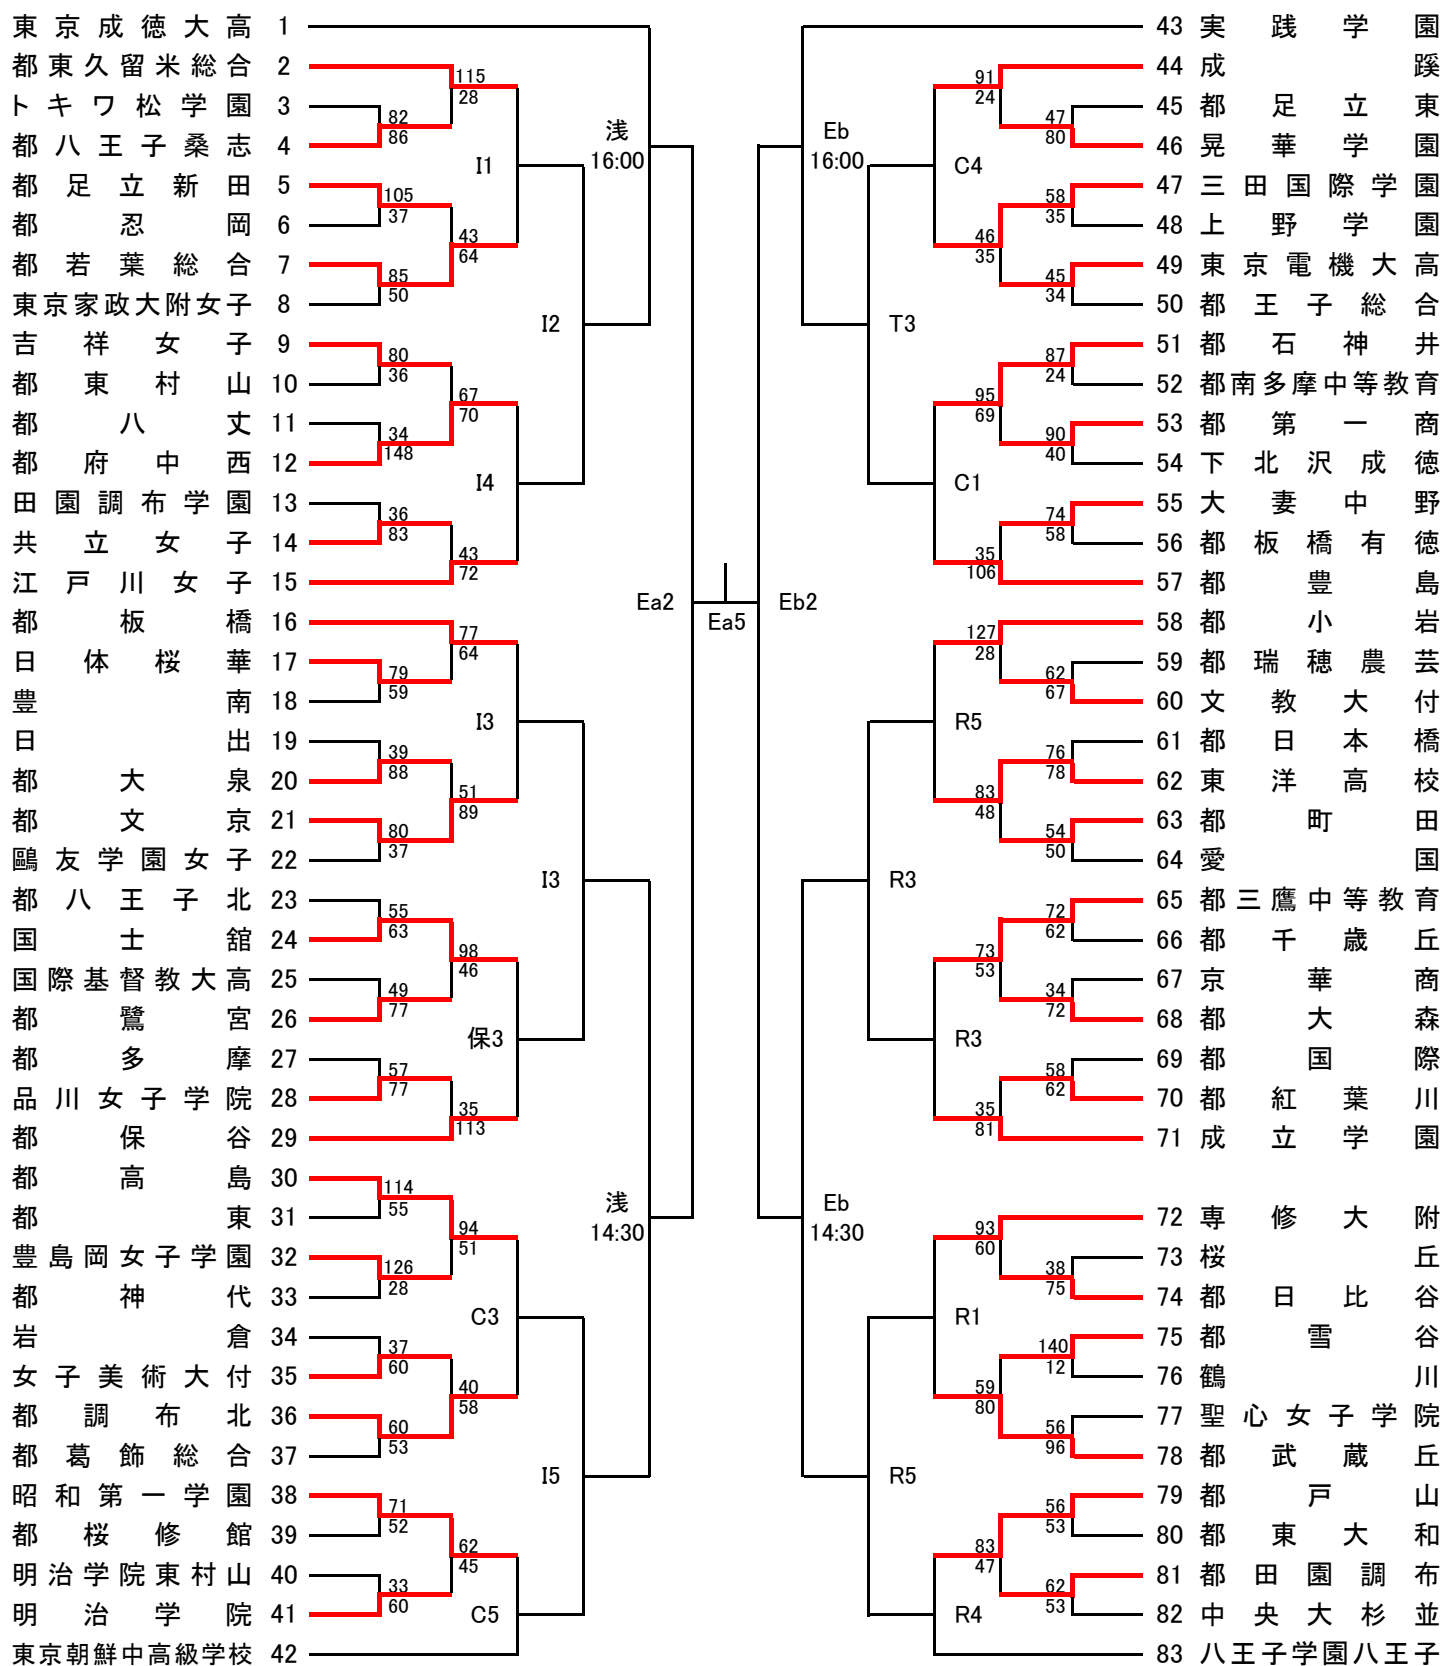 東京成徳大高 1
都東久留米総合 2
トキワ松学園 3
都八王子桑志 4
都足立新田 5
都忍岡 6
都若葉総合 7
東京家政大附女子 8
吉祥女子 9
都東村山 10
都八丈 11
都府中西 12
田園調布学園 13
共立女子 14
江戸川女子 15
都板橋 16
日体桜華 17
豊南 18
日出 19
都大泉 20
都文京 21
鷗友学園女子 22
都八王子北 23
国士舘 24
国際基督教大高 25
都鷺宮 26
都多摩 27
品川女子学院 28
都保谷 29
都高島 30
都東 31
豊島岡女子学園 32
都神代 33
岩倉 34
女子美術大付 35
都調布北 36
都葛飾総合 37
昭和第一学園 38
都桜修館 39
明治学院東村山 40
明治学院 41
東京朝鮮中高級学校 42
82
86
105
37
85
50
80
36
34
148
36
83
79
59
39
88
80
37
55
63
49
77
57
77
114
55
126
28
37
60
60
53
71
52
33
60
115
28
43
64
67
70
43
72
77
64
51
89
98
46
35
113
94
51
40
58
62
45
I1
I4
I3
保3
C3
C5
I2
I3
I5
浅
16:00
浅
14:30
Ea2
Ea5
Eb2
Eb
16:00
Eb
14:30
T3
R3
R5
C4
C1
R5
R3
R1
R4
91
24
46
35
95
69
35
106
127
28
83
48
73
53
35
81
93
60
59
80
83
47
47
80
58
35
45
34
87
24
90
40
74
58
62
67
76
78
54
50
72
62
34
72
58
62
38
75
140
12
56
96
56
53
62
53
43 実践学園
44 成蹊
45 都足立東
46 晃華学園
47 三田国際学園
48 上野学園
49 東京電機大高
50 都王子総合
51 都石神井
52 都南多摩中等教育
53 都第一商
54 下北沢成徳
55 大妻中野
56 都板橋有徳
57 都豊島
58 都小岩
59 都瑞穂農芸
60 文教大付
61 都日本橋
62 東洋高校
63 都町田
64 愛国
65 都三鷹中等教育
66 都千歳丘
67 京華商
68 都大森
69 都国際
70 都紅葉川
71 成立学園
72 専修大附
73 桜丘
74 都日比谷
75 都雪谷
76 鶴川
77 聖心女子学院
78 都武蔵丘
79 都戸山
80 都東大和
81 都田園調布
82 中央大杉並
83 八王子学園八王子